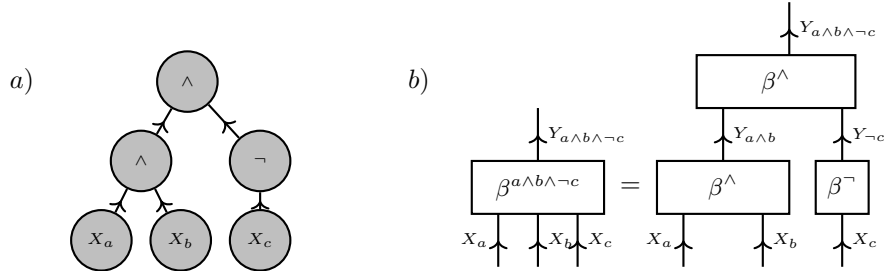 a)
∧
∧ ¬
X_a X_b X_c
b)
Y_{a∧b∧¬c}
β^∧
Y_{a∧b∧¬c} Y_{a∧b} Y_{¬c}
β^{a∧b∧¬c} = β^∧ β^¬
X_a X_b X_c X_a X_b X_c